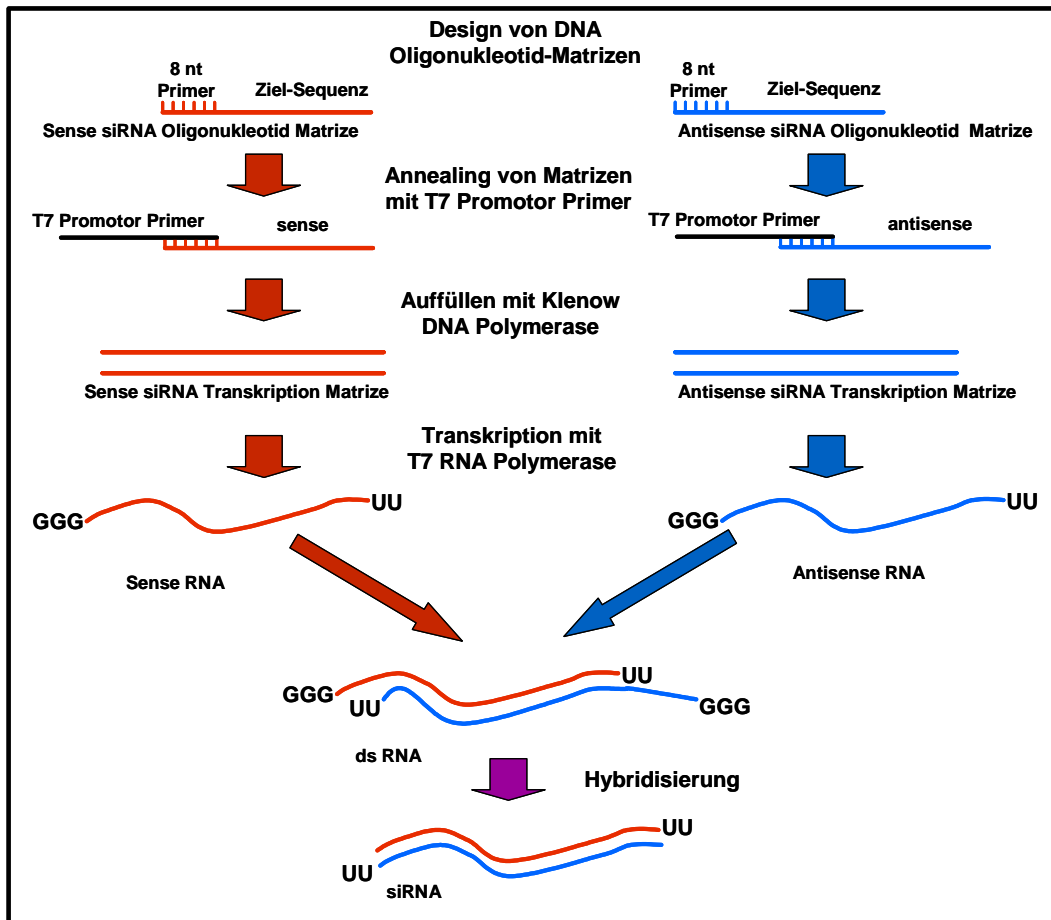 Design von DNA
Oligonukleotid-Matrizen
8 nt
Primer
Ziel-Sequenz
Sense siRNA Oligonukleotid Matrize
8 nt
Primer
Ziel-Sequenz
Antisense siRNA Oligonukleotid Matrize
Annealing von Matrizen
mit T7 Promotor Primer
T7 Promotor Primer
sense
T7 Promotor Primer
antisense
Auffüllen mit Klenow
DNA Polymerase
Sense siRNA Transkription Matrize
Antisense siRNA Transkription Matrize
Transkription mit
T7 RNA Polymerase
GGG
UU
Sense RNA
GGG
UU
Antisense RNA
GGG
UU
UU
GGG
ds RNA
Hybridisierung
UU
UU
siRNA